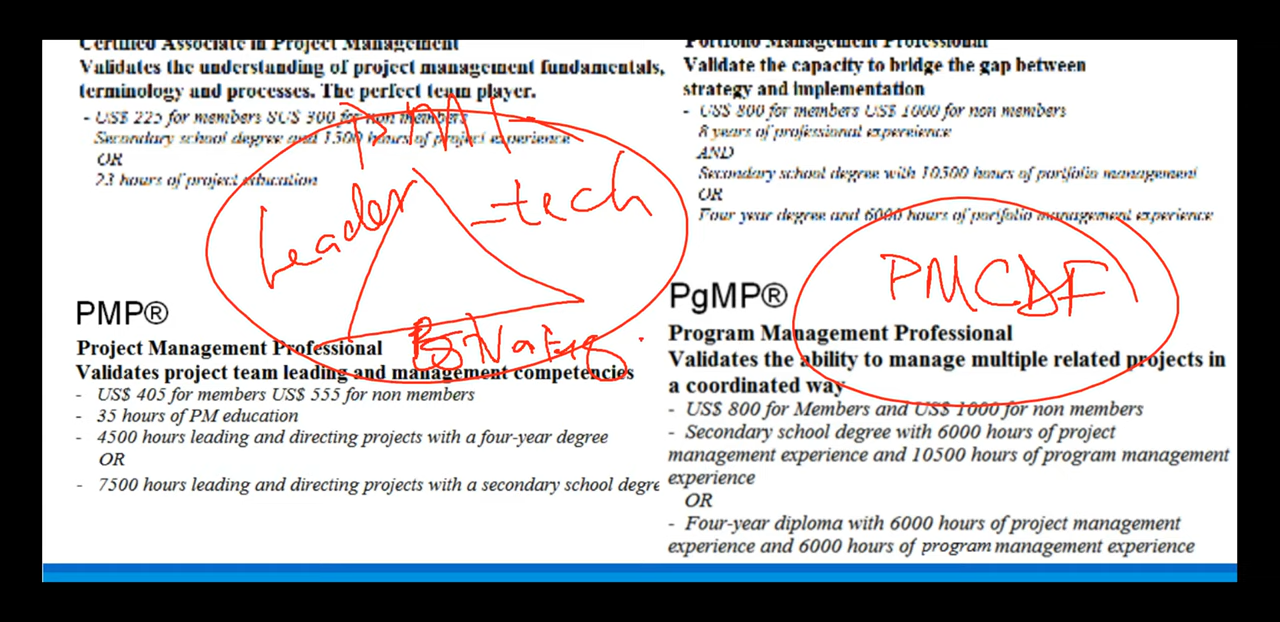 Certified Associate in Project Management
Validates the understanding of project management fundamentals,
terminology and processes. The perfect team player.
- US$ 225 for members SUS 300 for non members
Secondary school degree and 1500 hours of project experience
OR
23 hours of project education
PMI
Leader
-tech
PMP®
Project Management Professional
Validates project team leading and management competencies
- US$ 405 for members US$ 555 for non members
- 35 hours of PM education
- 4500 hours leading and directing projects with a four-year degree
OR
- 7500 hours leading and directing projects with a secondary school degre
Portfolio Management Professional
Validate the capacity to bridge the gap between
strategy and implementation
- US$ 800 for members US$ 1000 for non members
8 years of professional expereience
AND
Secondary school degree with 10500 hours of portfolio management
OR
Four year degree and 6000 hours of portfolio management experience
PMCDF
PgMP®
Program Management Professional
Validates the ability to manage multiple related projects in
a coordinated way
- US$ 800 for Members and US$ 1000 for non members
- Secondary school degree with 6000 hours of project
management experience and 10500 hours of program management
experience
OR
- Four-year diploma with 6000 hours of project management
experience and 6000 hours of program management experience